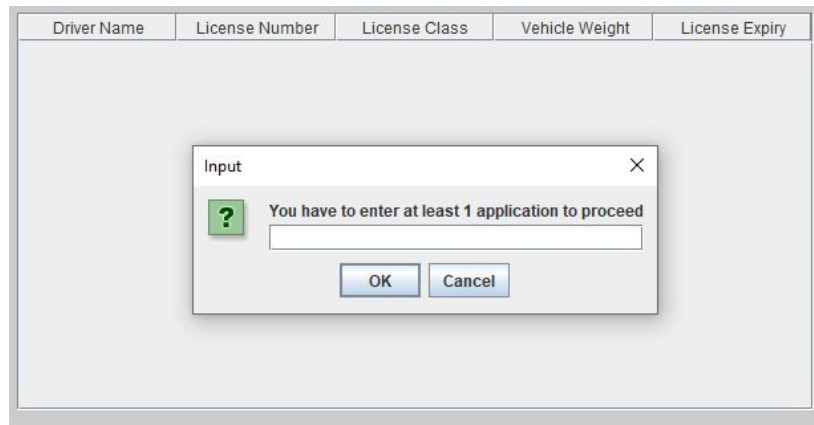 Driver Name License Number License Class Vehicle Weight License Expiry
Input
? You have to enter at least 1 application to proceed
OK Cancel